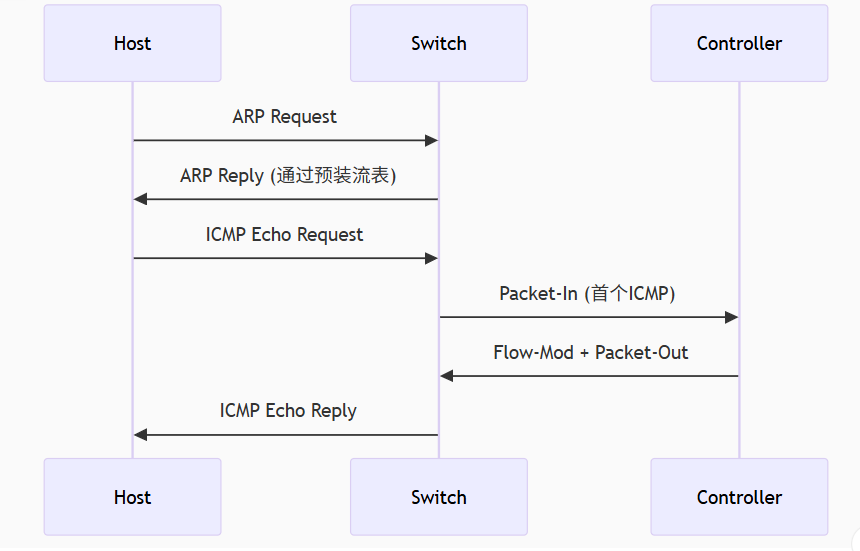 Host
Switch
Controller
ARP Request
ARP Reply (通过预装流表)
ICMP Echo Request
Packet-In (首个ICMP)
Flow-Mod + Packet-Out
ICMP Echo Reply
Host
Switch
Controller